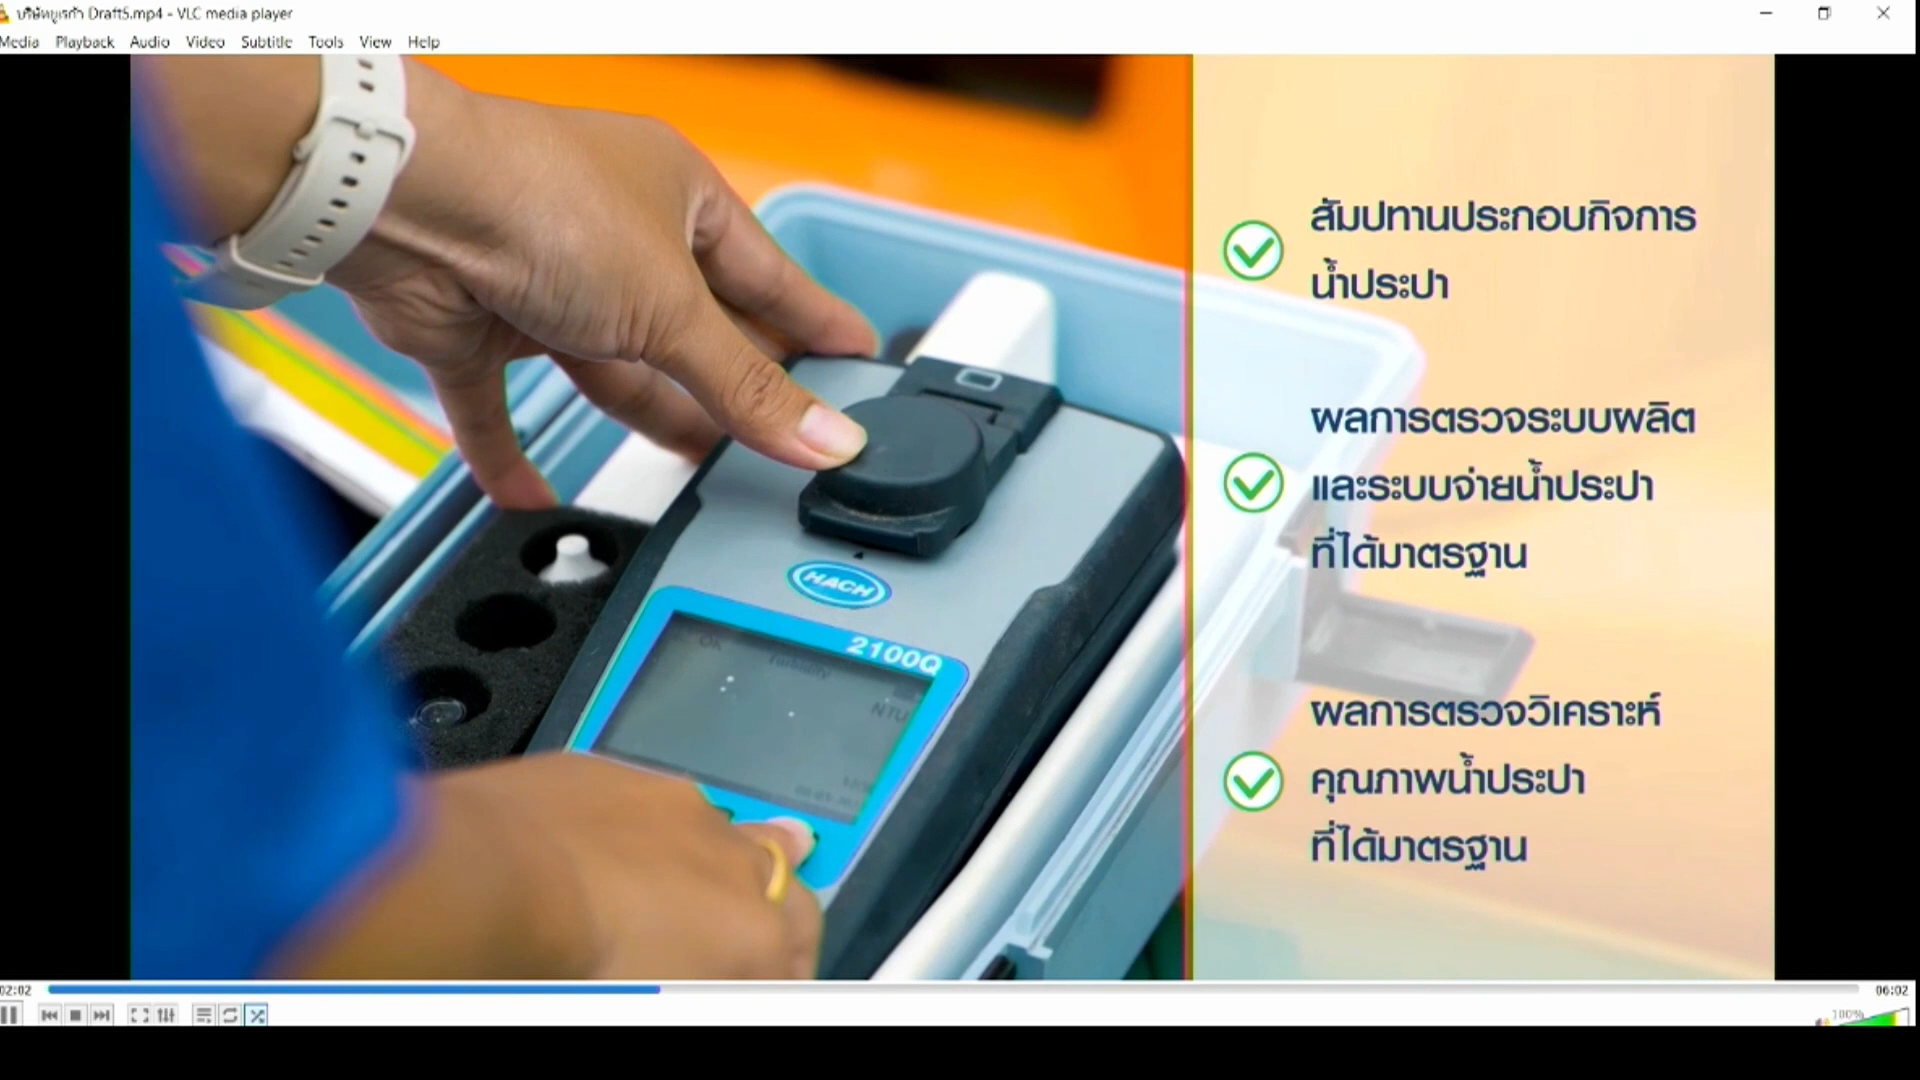 บริษัทยูเรก้า Draft5.mp4 - VLC media player
Media Playback Audio Video Subtitle Tools View Help
สัมปทานประกอบกิจการ
น้ำประปา
ผลการตรวจระบบผลิต
และระบบจ่ายน้ำประปา
ที่ได้มาตรฐาน
ผลการตรวจวิเคราะห์
คุณภาพน้ำประปา
ที่ได้มาตรฐาน
HACH
2100Q
OK
Turbidity
NTU
02:02
06:02
100%